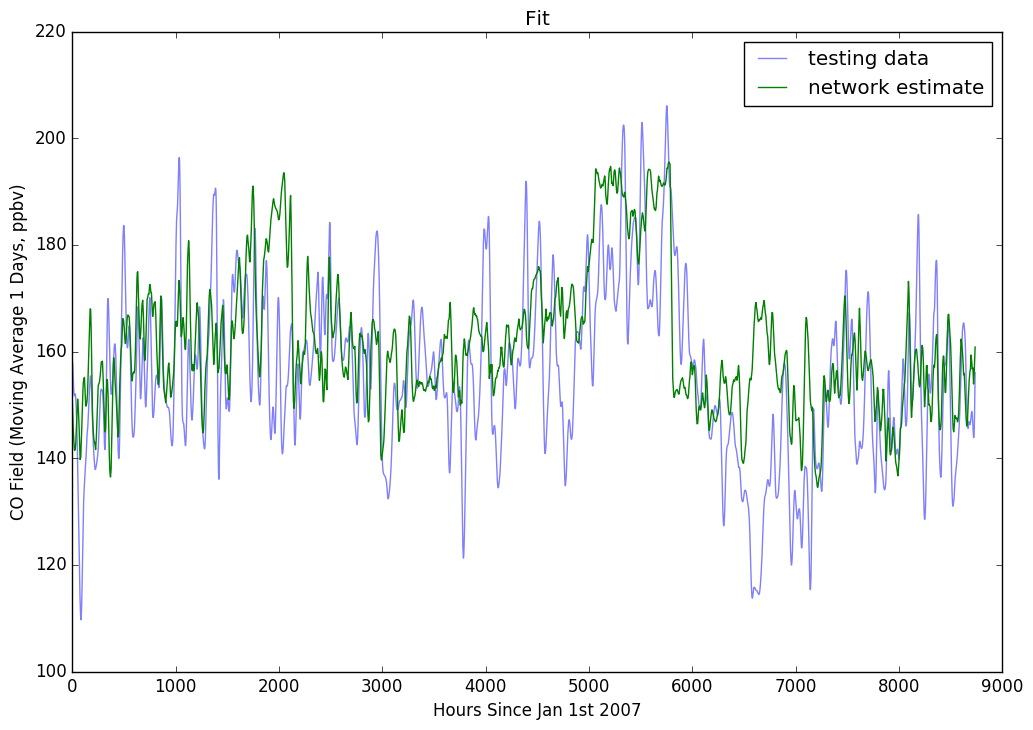 Fit
testing data
network estimate
CO Field (Moving Average 1 Days, ppbv)
220
200
180
160
140
120
100
0 1000 2000 3000 4000 5000 6000 7000 8000 9000
Hours Since Jan 1st 2007